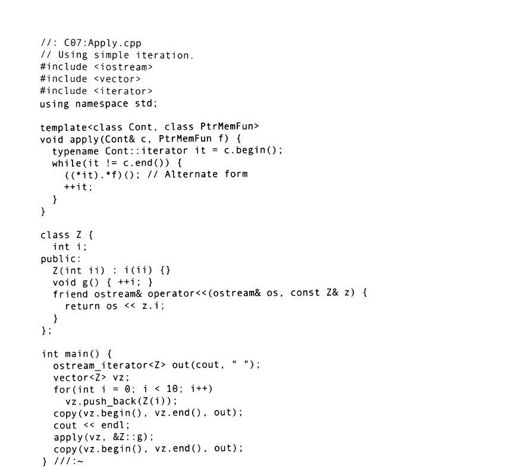 //: C07:Apply.cpp
// Using simple iteration.
#include <iostream>
#include <vector>
#include <iterator>
using namespace std;

template<class Cont, class PtrMemFun>
void apply(Cont& c, PtrMemFun f) {
  typename Cont::iterator it = c.begin();
  while(it != c.end()) {
    ((*it).*f)(); // Alternate form
    ++it;
  }
}

class Z {
  int i;
public:
  Z(int ii) : i(ii) {}
  void g() { ++i; }
  friend ostream& operator<<(ostream& os, const Z& z) {
    return os << z.i;
  }
};

int main() {
  ostream_iterator<Z> out(cout, " ");
  vector<Z> vz;
  for(int i = 0; i < 10; i++)
    vz.push_back(Z(i));
  copy(vz.begin(), vz.end(), out);
  cout << endl;
  apply(vz, &Z::g);
  copy(vz.begin(), vz.end(), out);
} ///:~